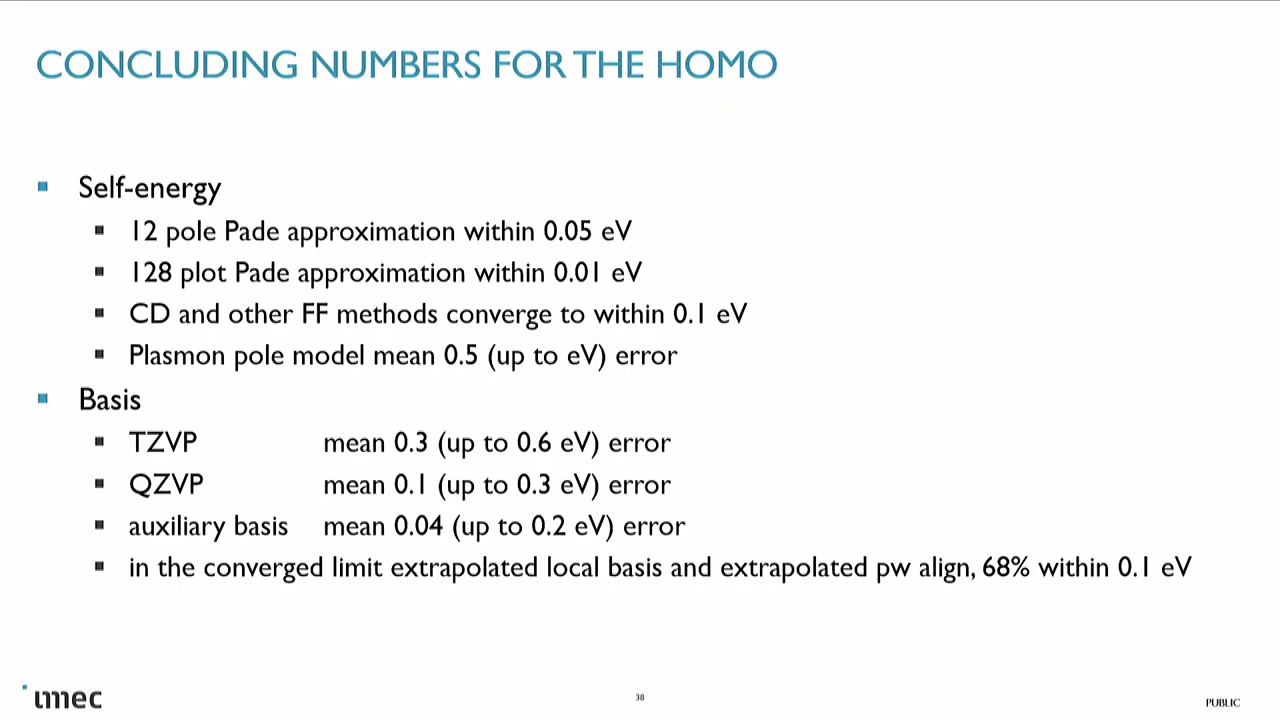 CONCLUDING NUMBERS FOR THE HOMO
Self-energy
12 pole Pade approximation within 0.05 eV
128 plot Pade approximation within 0.01 eV
CD and other FF methods converge to within 0.1 eV
Plasmon pole model mean 0.5 (up to eV) error
Basis
TZVP mean 0.3 (up to 0.6 eV) error
QZVP mean 0.1 (up to 0.3 eV) error
auxiliary basis mean 0.04 (up to 0.2 eV) error
in the converged limit extrapolated local basis and extrapolated pw align, 68% within 0.1 eV
imec
38
PUBLIC